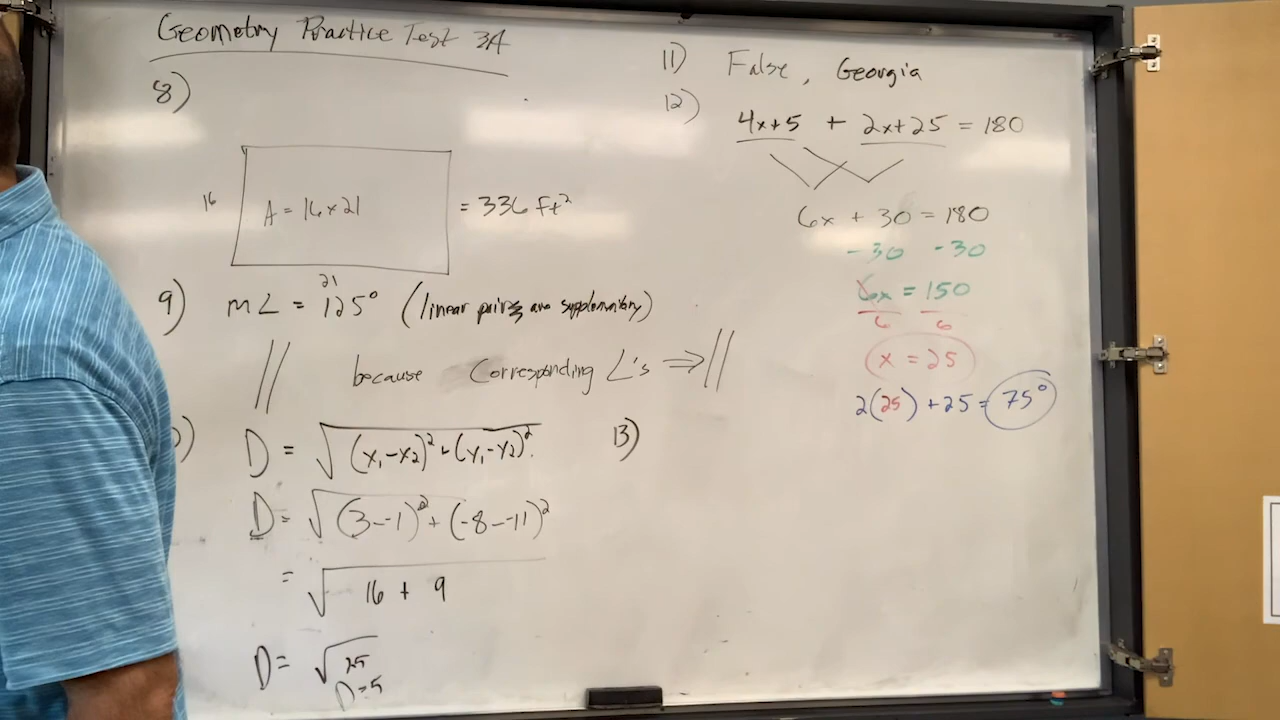 Geometry Practice Test 3A
8)
16
A = 16 x 21
= 336 Ft²
21
9) m∠ = 125° (linear pairs are supplementary)
// because Corresponding ∠'s ⇒ //
) D = √(x₁-x₂)² + (y₁-y₂)²
D = √(3--1)² + (-8--11)²
= √16 + 9
D = √25
D=5
11) False, Georgia
12) 4x+5 + 2x+25 = 180
6x + 30 = 180
-30 -30
6x = 150
6 6
x = 25
2(25) +25 = 75°
13)